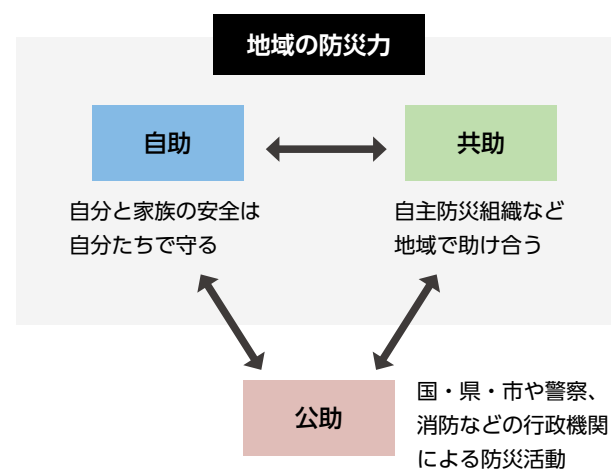 地域の防災力
自助
共助
自分と家族の安全は
自分たちで守る
自主防災組織など
地域で助け合う
公助
国・県・市や警察、
消防などの行政機関
による防災活動